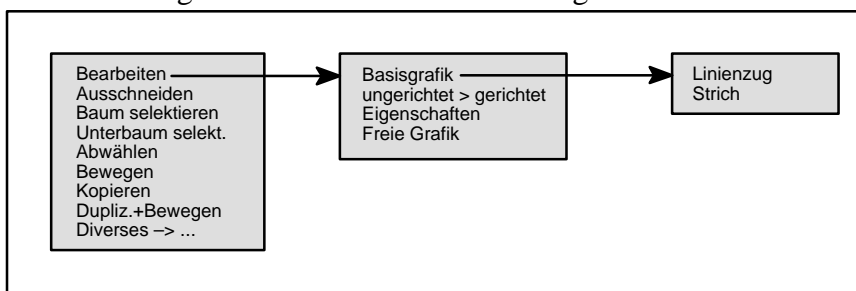 Bearbeiten
Ausschneiden
Baum selektieren
Unterbaum selekt.
Abwählen
Bewegen
Kopieren
Dupliz.+Bewegen
Diverses –> ...
Basisgrafik
ungerichtet > gerichtet
Eigenschaften
Freie Grafik
Linienzug
Strich